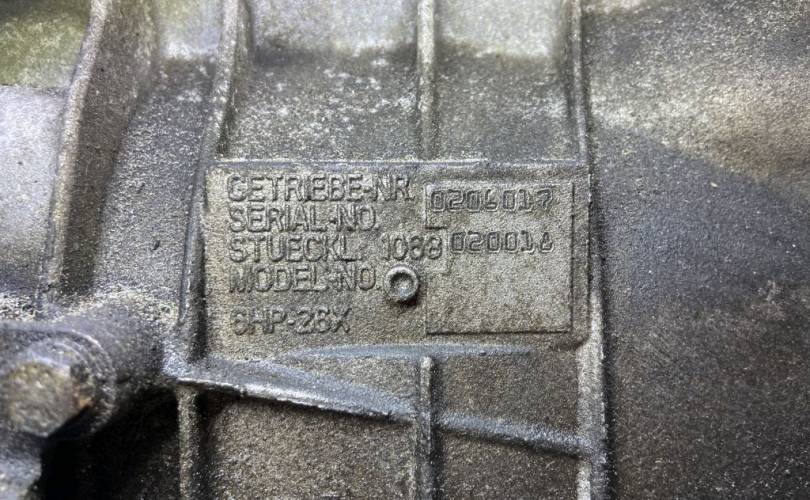 GETRIEBE-NR. 0206017
SERIAL-NO.
STUECKL. 1068 020016
MODEL-NO.
6HP-26X